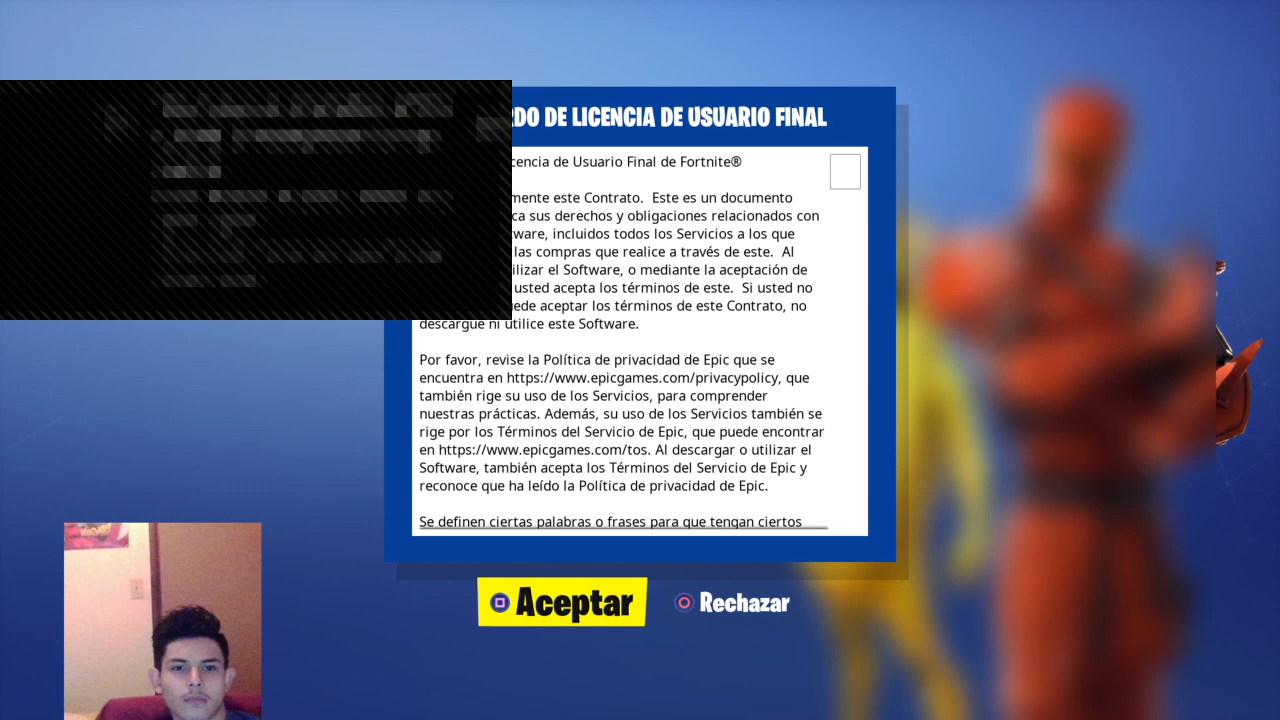 RDO DE LICENCIA DE USUARIO FINAL
cencia de Usuario Final de Fortnite®
mente este Contrato.  Este es un documento
ca sus derechos y obligaciones relacionados con
tware, incluidos todos los Servicios a los que
las compras que realice a través de este.  Al
ilizar el Software, o mediante la aceptación de
usted acepta los términos de este.  Si usted no
uede aceptar los términos de este Contrato, no
descargue ni utilice este Software.
Por favor, revise la Política de privacidad de Epic que se
encuentra en https://www.epicgames.com/privacypolicy, que
también rige su uso de los Servicios, para comprender
nuestras prácticas. Además, su uso de los Servicios también se
rige por los Términos del Servicio de Epic, que puede encontrar
en https://www.epicgames.com/tos. Al descargar o utilizar el
Software, también acepta los Términos del Servicio de Epic y
reconoce que ha leído la Política de privacidad de Epic.
Se definen ciertas palabras o frases para que tengan ciertos
Aceptar
Rechazar